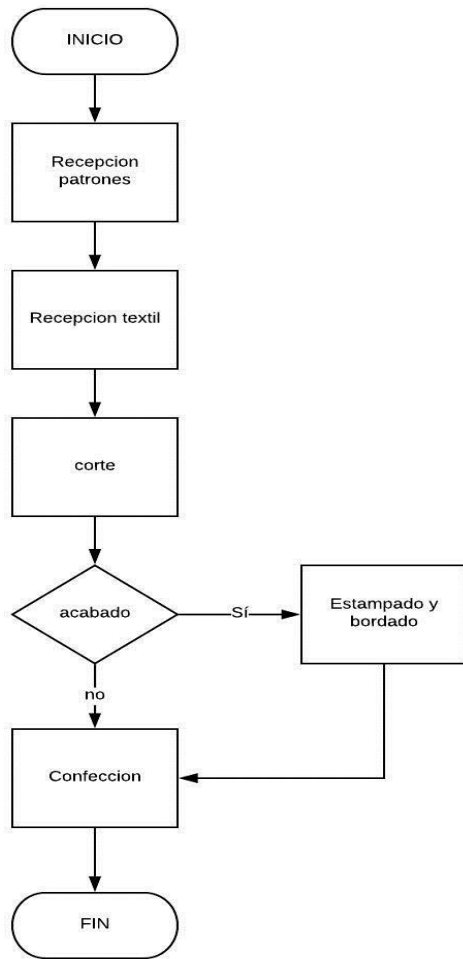 INICIO
Recepcion
patrones
Recepcion textil
corte
acabado
Sí
Estampado y
bordado
no
Confeccion
FIN